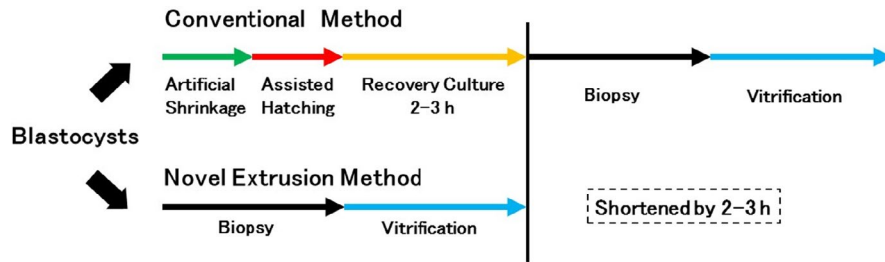 Conventional Method
Artificial Shrinkage
Assisted Hatching
Recovery Culture 2-3 h
Biopsy
Vitrification
Blastocysts
Novel Extrusion Method
Biopsy
Vitrification
Shortened by 2-3 h